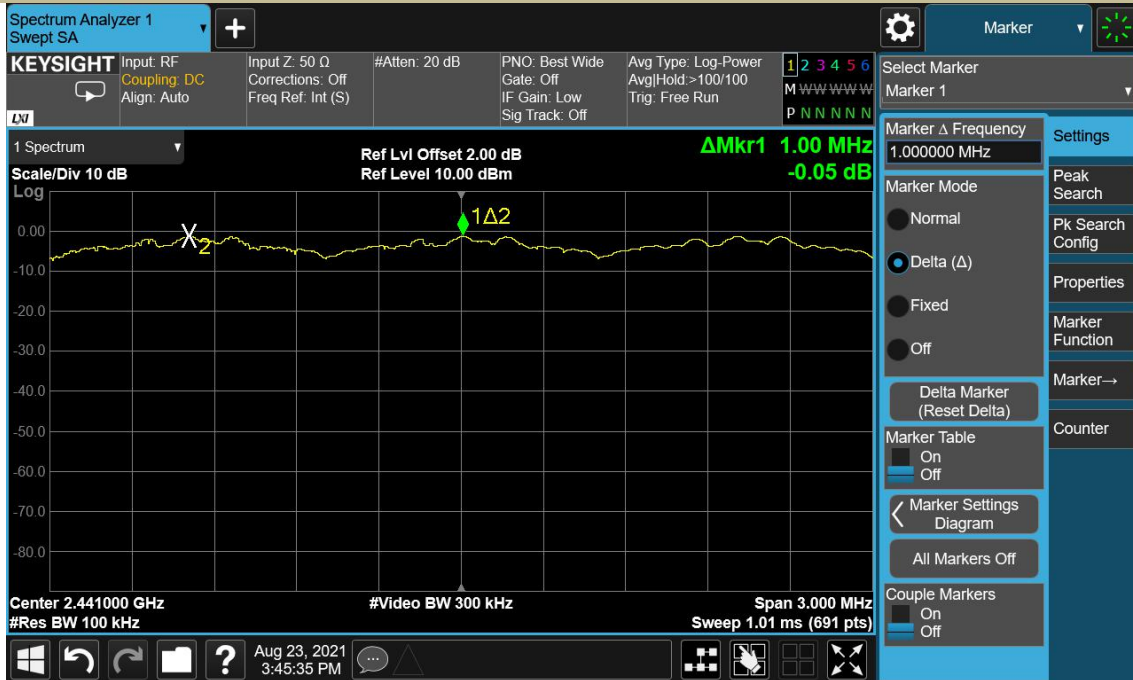 Spectrum Analyzer 1
Swept SA
+
Marker
KEYSIGHT
LXI
Input: RF
Coupling: DC
Align: Auto
Input Z: 50 Ω
Corrections: Off
Freq Ref: Int (S)
#Atten: 20 dB
PNO: Best Wide
Gate: Off
IF Gain: Low
Sig Track: Off
Avg Type: Log-Power
Avg|Hold:>100/100
Trig: Free Run
1 2 3 4 5 6
M W W W W W
P N N N N N
Select Marker
Marker 1
1 Spectrum
Scale/Div 10 dB
Log
Ref Lvl Offset 2.00 dB
Ref Level 10.00 dBm
ΔMkr1 1.00 MHz
-0.05 dB
1Δ2
2
0.00
-10.0
-20.0
-30.0
-40.0
-50.0
-60.0
-70.0
-80.0
Center 2.441000 GHz
#Res BW 100 kHz
#Video BW 300 kHz
Span 3.000 MHz
Sweep 1.01 ms (691 pts)
Marker Δ Frequency
1.000000 MHz
Marker Mode
Normal
Delta (Δ)
Fixed
Off
Delta Marker
(Reset Delta)
Marker Table
On
Off
Marker Settings
Diagram
All Markers Off
Couple Markers
On
Off
Settings
Peak
Search
Pk Search
Config
Properties
Marker
Function
Marker→
Counter
?
Aug 23, 2021
3:45:35 PM